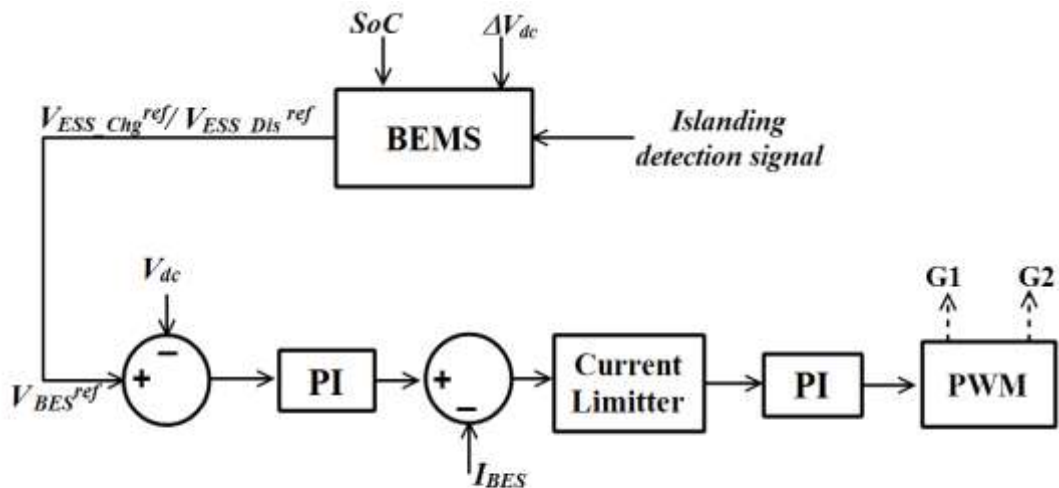 SoC
ΔVdc
VESS_Chg^ref/ VESS_Dis^ref
BEMS
Islanding
detection signal
Vdc
G1
G2
−
+
VBES^ref
PI
+
−
IBES
Current
Limitter
PI
PWM